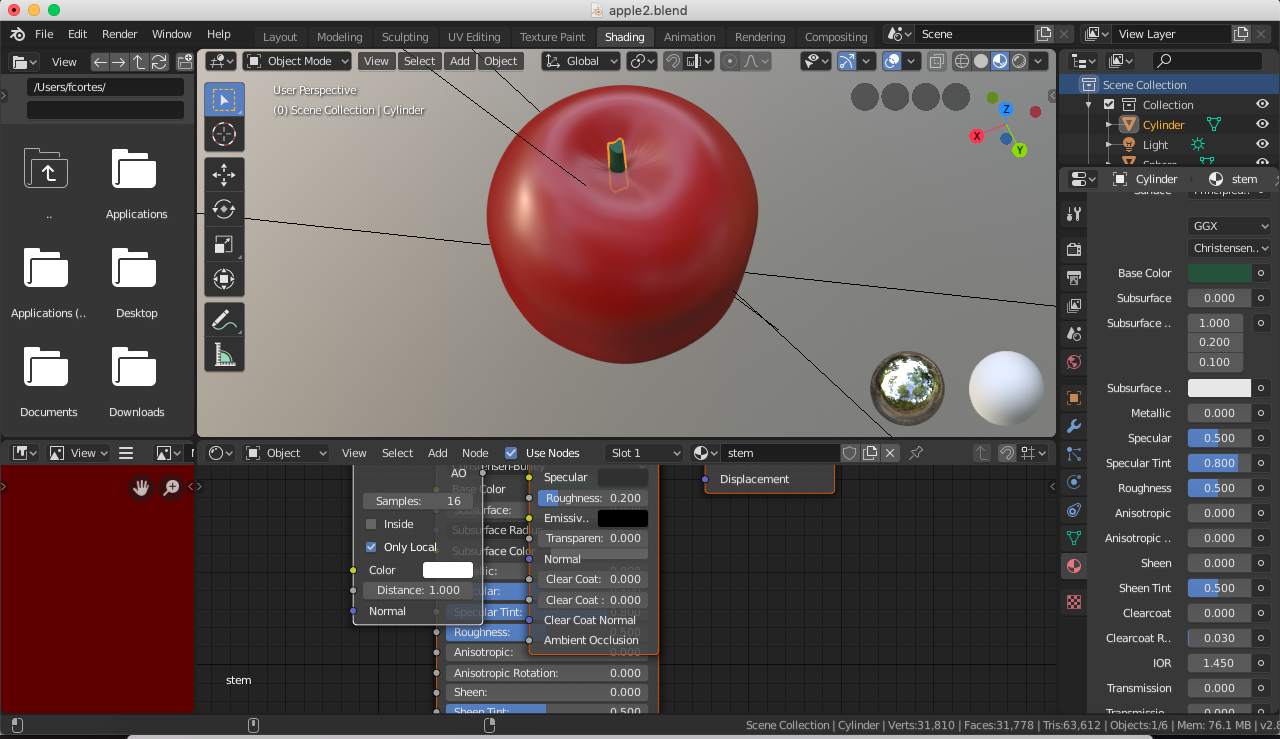 apple2.blend
File Edit Render Window Help
Layout Modeling Sculpting UV Editing Texture Paint Shading Animation Rendering Compositing
Scene
View Layer
View
/Users/fcortes/
..
Applications
Applications (..
Desktop
Documents
Downloads
Object Mode View Select Add Object Global
User Perspective
(0) Scene Collection | Cylinder
Z
X
Y
Scene Collection
Collection
Cylinder
Light
Cylinder stem
GGX
Christensen..
Base Color
Subsurface 0.000
Subsurface .. 1.000
0.200
0.100
Subsurface ..
Metallic 0.000
Specular 0.500
Specular Tint 0.800
Roughness 0.500
Anisotropic 0.000
Anisotropic .. 0.000
Sheen 0.000
Sheen Tint 0.500
Clearcoat 0.000
Clearcoat R.. 0.030
IOR 1.450
Transmission 0.000
View
Object View Select Add Node Use Nodes Slot 1 stem
AO
Samples: 16
Inside
Only Local
Color
Distance: 1.000
Normal
Base Color
Subsurface:
Subsurface Radius
Subsurface Color
Specular Tint:
Roughness:
Anisotropic:
Anisotropic Rotation: 0.000
Sheen: 0.000
Sheen Tint: 0.500
Specular
Roughness: 0.200
Emissiv..
Transparen: 0.000
Normal
Clear Coat: 0.000
Clear Coat : 0.000
Clear Coat Normal
Ambient Occlusion
Displacement
stem
Scene Collection | Cylinder | Verts:31,810 | Faces:31,778 | Tris:63,612 | Objects:1/6 | Mem: 76.1 MB | v2.8